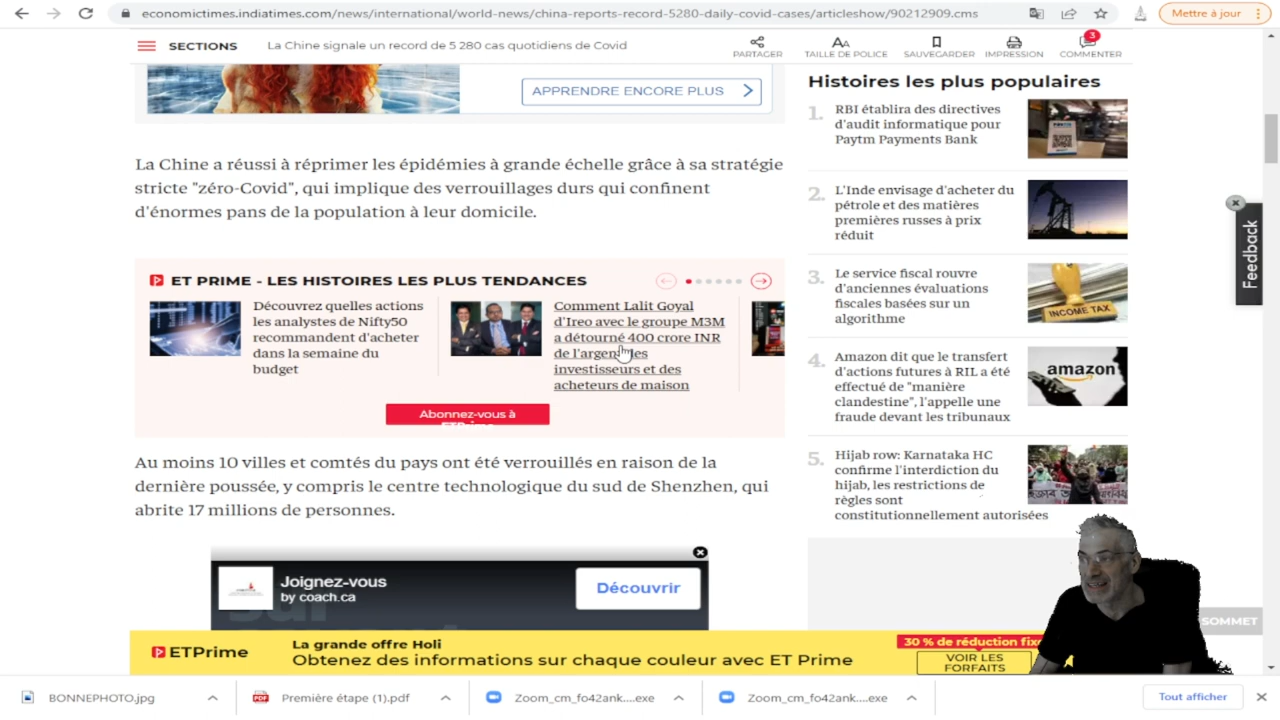 economictimes.indiatimes.com/news/international/world-news/china-reports-record-5280-daily-covid-cases/articleshow/90212909.cms
Mettre à jour
SECTIONS
La Chine signale un record de 5 280 cas quotidiens de Covid
PARTAGER
TAILLE DE POLICE
SAUVEGARDER
IMPRESSION
3
COMMENTER
APPRENDRE ENCORE PLUS
La Chine a réussi à réprimer les épidémies à grande échelle grâce à sa stratégie
stricte "zéro-Covid", qui implique des verrouillages durs qui confinent
d'énormes pans de la population à leur domicile.
ET PRIME - LES HISTOIRES LES PLUS TENDANCES
Découvrez quelles actions
les analystes de Nifty50
recommandent d'acheter
dans la semaine du
budget
Comment Lalit Goyal
d'Ireo avec le groupe M3M
a détourné 400 crore INR
de l'argent des
investisseurs et des
acheteurs de maison
Abonnez-vous à
ETPrime
Au moins 10 villes et comtés du pays ont été verrouillés en raison de la
dernière poussée, y compris le centre technologique du sud de Shenzhen, qui
abrite 17 millions de personnes.
Joignez-vous
by coach.ca
Découvrir
Histoires les plus populaires
1.
RBI établira des directives
d'audit informatique pour
Paytm Payments Bank
2.
L'Inde envisage d'acheter du
pétrole et des matières
premières russes à prix
réduit
3.
Le service fiscal rouvre
d'anciennes évaluations
fiscales basées sur un
algorithme
INCOME TAX
4.
Amazon dit que le transfert
d'actions futures à RIL a été
effectué de "manière
clandestine", l'appelle une
fraude devant les tribunaux
amazon
5.
Hijab row: Karnataka HC
confirme l'interdiction du
hijab, les restrictions de
règles sont
constitutionnellement autorisées
Feedback
SOMMET
ETPrime
La grande offre Holi
Obtenez des informations sur chaque couleur avec ET Prime
30 % de réduction fix
VOIR LES
FORFAITS
BONNEPHOTO.jpg
PDF
Première étape (1).pdf
Zoom_cm_fo42ank....exe
Zoom_cm_fo42ank....exe
Tout afficher